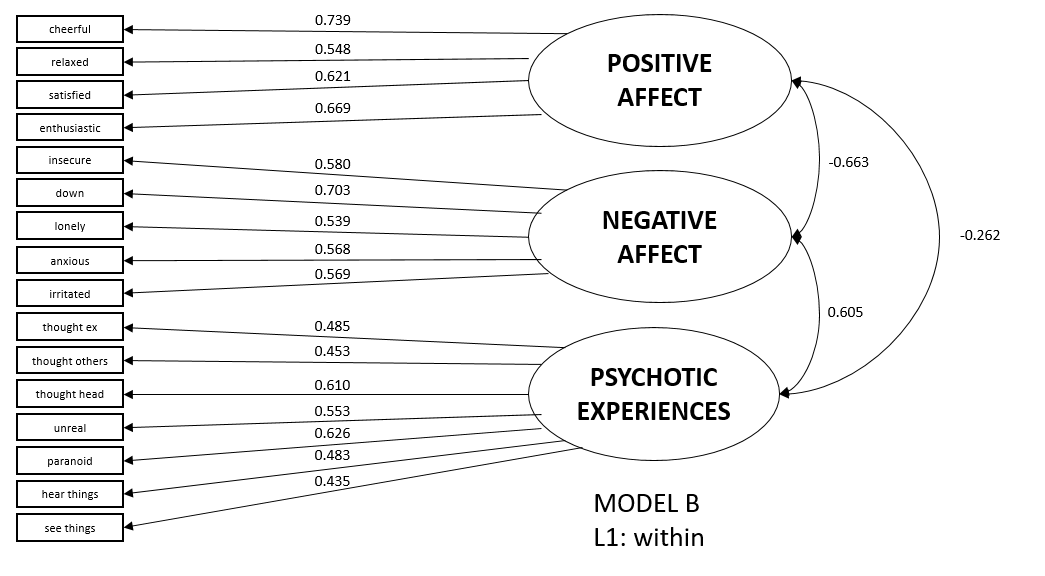 cheerful
relaxed
satisfied
enthusiastic
insecure
down
lonely
anxious
irritated
thought ex
thought others
thought head
unreal
paranoid
hear things
see things
0.739
0.548
0.621
0.669
0.580
0.703
0.539
0.568
0.569
0.485
0.453
0.610
0.553
0.626
0.483
0.435
POSITIVE
AFFECT
NEGATIVE
AFFECT
PSYCHOTIC
EXPERIENCES
-0.663
-0.262
0.605
MODEL B
L1: within